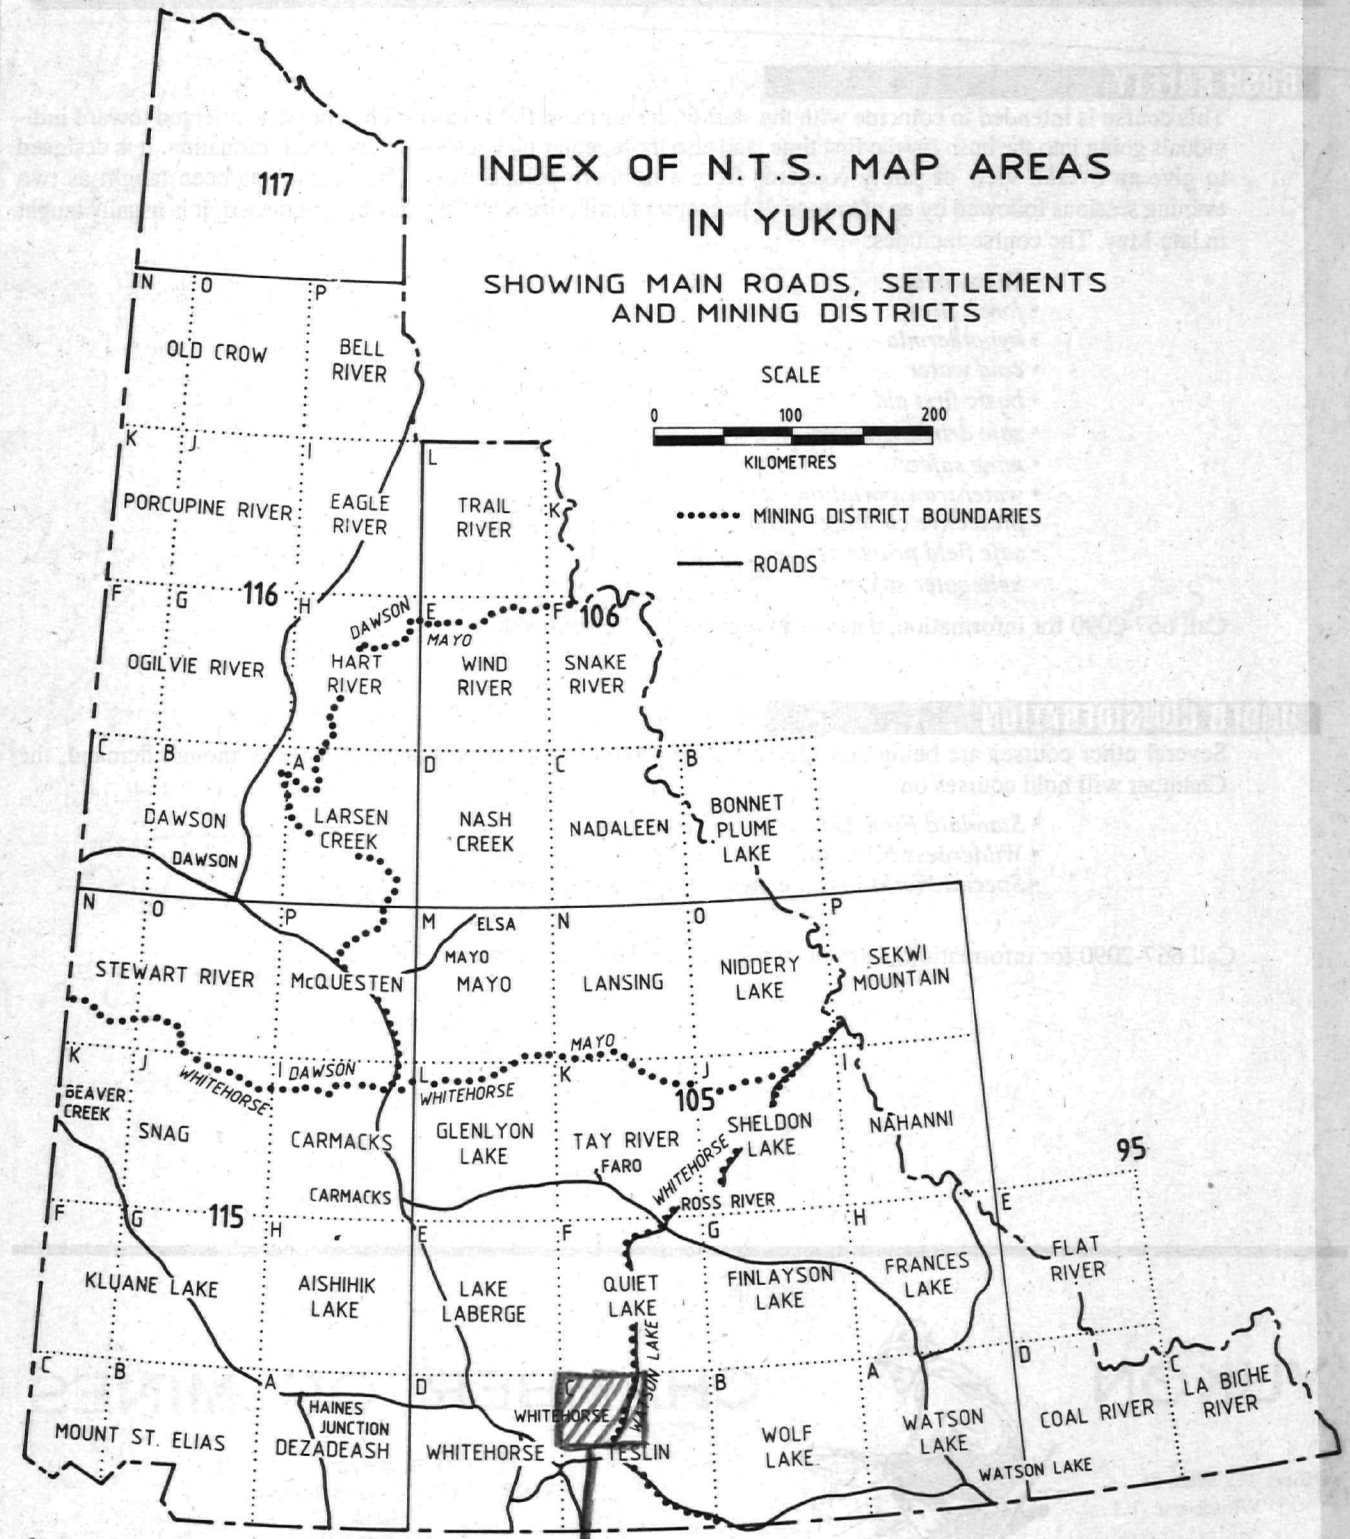 INDEX OF N.T.S. MAP AREAS
IN YUKON
SHOWING MAIN ROADS, SETTLEMENTS
AND MINING DISTRICTS
SCALE
0 100 200
KILOMETRES
MINING DISTRICT BOUNDARIES
ROADS
117
N O P
OLD CROW
BELL
RIVER
K J I L K
PORCUPINE RIVER
EAGLE
RIVER
TRAIL
RIVER
F G 116 H E F 106
DAWSON
MAYO
OGILVIE RIVER
HART
RIVER
WIND
RIVER
SNAKE
RIVER
C B A D C B
DAWSON
DAWSON
LARSEN
CREEK
NASH
CREEK
NADALEEN
BONNET
PLUME
LAKE
N O P M N O P
ELSA
MAYO
STEWART RIVER
McQUESTEN
MAYO
LANSING
NIDDERY
LAKE
SEKWI
MOUNTAIN
K J I L K J I
WHITEHORSE
DAWSON
WHITEHORSE
MAYO
105
BEAVER
CREEK
SNAG
CARMACKS
GLENLYON
LAKE
TAY RIVER
SHELDON
LAKE
NAHANNI
95
FARO
CARMACKS
WHITEHORSE
ROSS RIVER
F G 115 H E F G H E
KLUANE LAKE
AISHIHIK
LAKE
LAKE
LABERGE
QUIET
LAKE
FINLAYSON
LAKE
FRANCES
LAKE
FLAT
RIVER
C B A D C B A D C
WATSON LAKE
WHITEHORSE
HAINES
JUNCTION
MOUNT ST. ELIAS
DEZADEASH
WHITEHORSE
TESLIN
WOLF
LAKE
WATSON
LAKE
COAL RIVER
LA BICHE
RIVER
WATSON LAKE